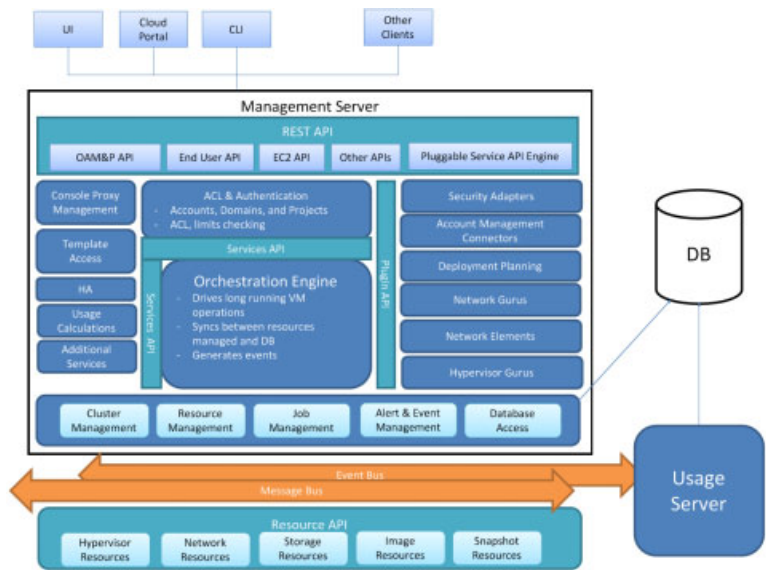 UI
Cloud
Portal
CLI
Other
Clients
Management Server
REST API
OAM&P API
End User API
EC2 API
Other APIs
Pluggable Service API Engine
Console Proxy
Management
Template
Access
HA
Usage
Calculations
Additional
Services
ACL & Authentication
- Accounts, Domains, and Projects
- ACL, limits checking
Services API
Services API
Orchestration Engine
- Drives long running VM
operations
- Syncs between resources
managed and DB
- Generates events
Plugin API
Security Adapters
Account Management
Connectors
Deployment Planning
Network Gurus
Network Elements
Hypervisor Gurus
Cluster
Management
Resource
Management
Job
Management
Alert & Event
Management
Database
Access
DB
Event Bus
Message Bus
Usage
Server
Resource API
Hypervisor
Resources
Network
Resources
Storage
Resources
Image
Resources
Snapshot
Resources